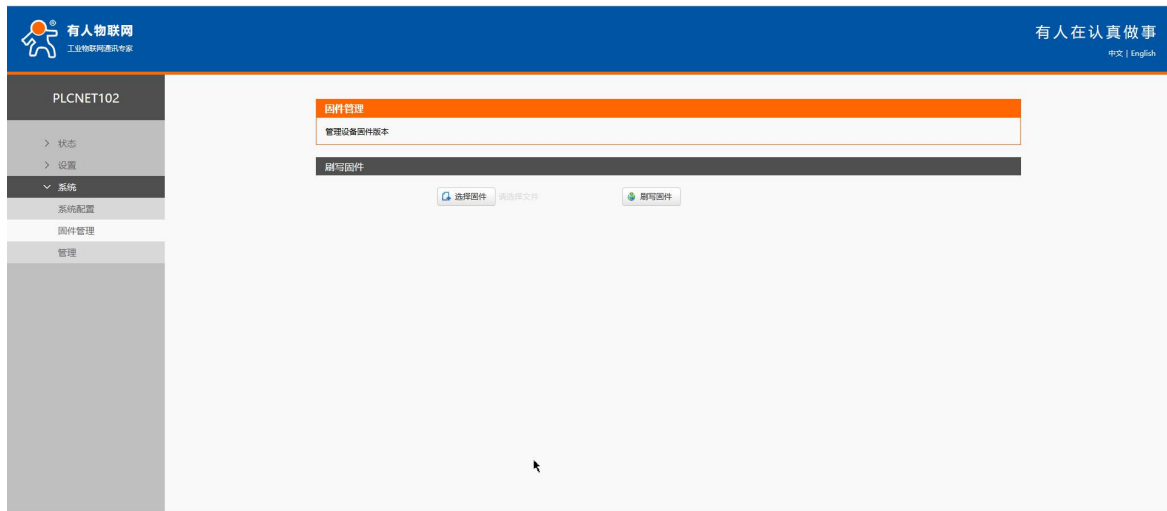 有人物联网
工业物联网通讯专家
有人在认真做事
中文 | English
PLCNET102
状态
设置
系统
系统配置
固件管理
管理
固件管理
管理设备固件版本
刷写固件
选择固件 请选择文件 刷写固件